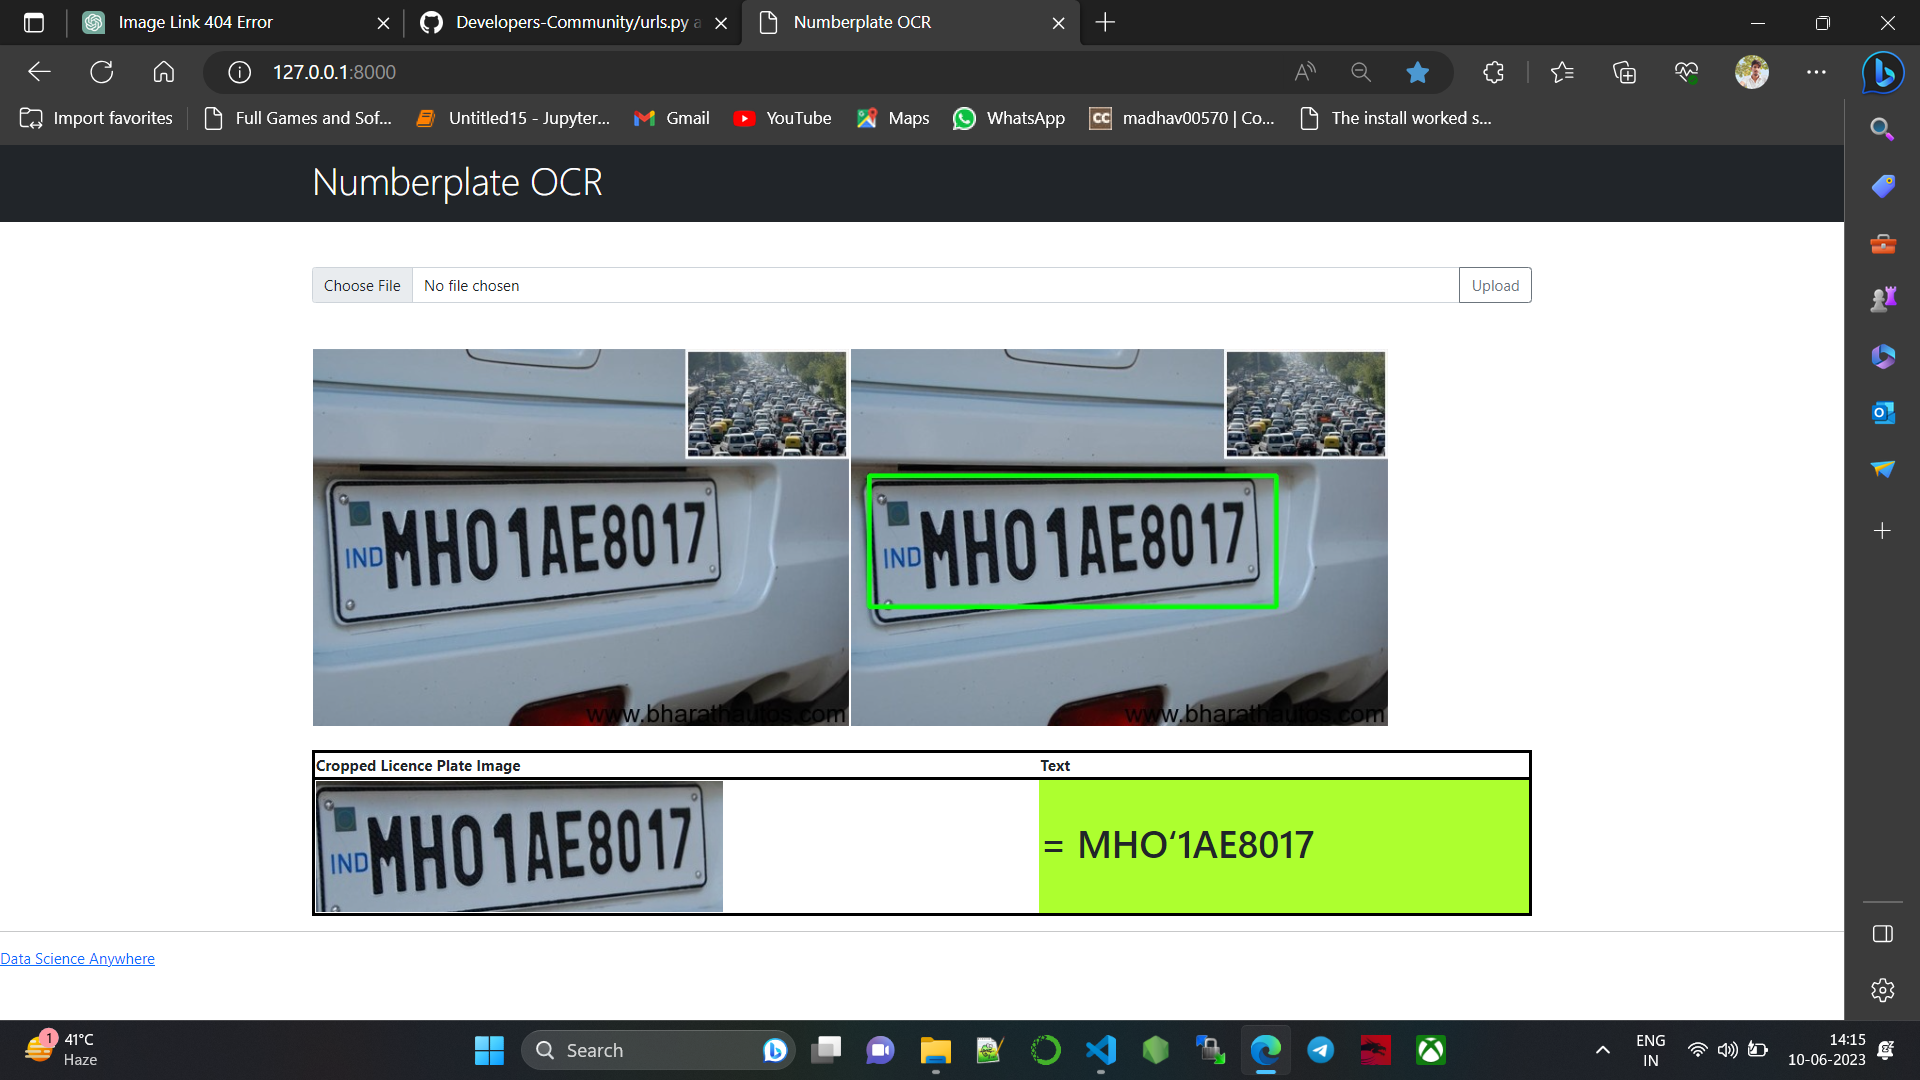 Image Link 404 Error
Developers-Community/urls.py a
Numberplate OCR
127.0.0.1:8000
Import favorites
Full Games and Sof...
Untitled15 - Jupyter...
Gmail
YouTube
Maps
WhatsApp
CC
madhav00570 | Co...
The install worked s...
Numberplate OCR
Choose File
No file chosen
Upload
IND
MH01AE8017
www.bharathautos.com
IND
MH01AE8017
www.bharathautos.com
Cropped Licence Plate Image
Text
IND
MH01AE8017
= MHO‘1AE8017
Data Science Anywhere
1
41°C
Haze
Search
ENG
IN
14:15
10-06-2023